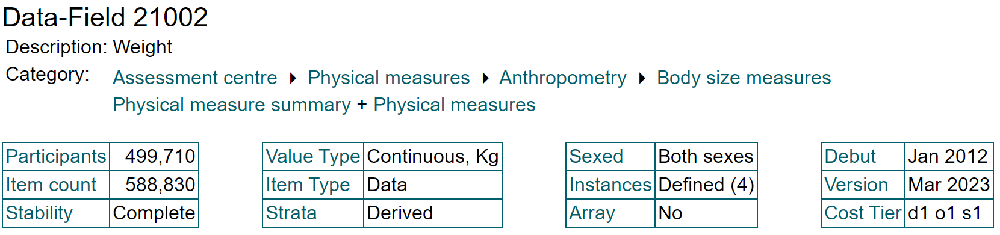 Data-Field 21002
Description: Weight
Category: Assessment centre ▶ Physical measures ▶ Anthropometry ▶ Body size measures
Physical measure summary + Physical measures
Participants 499,710 Value Type Continuous, Kg Sexed Both sexes Debut Jan 2012
Item count 588,830 Item Type Data Instances Defined (4) Version Mar 2023
Stability Complete Strata Derived Array No Cost Tier d1 o1 s1